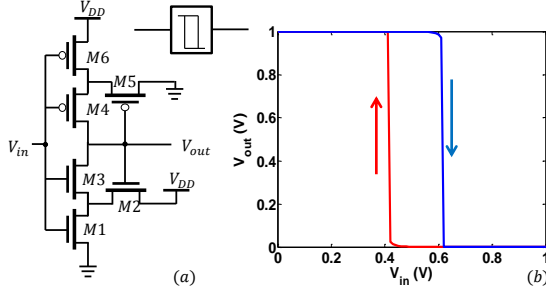 (a)
V_DD
M6
M5
M4
V_in
V_out
M3
V_DD
M2
M1
(b)
V_out (V)
1
0.8
0.6
0.4
0.2
0
0
0.2
0.4
0.6
0.8
1
V_in (V)